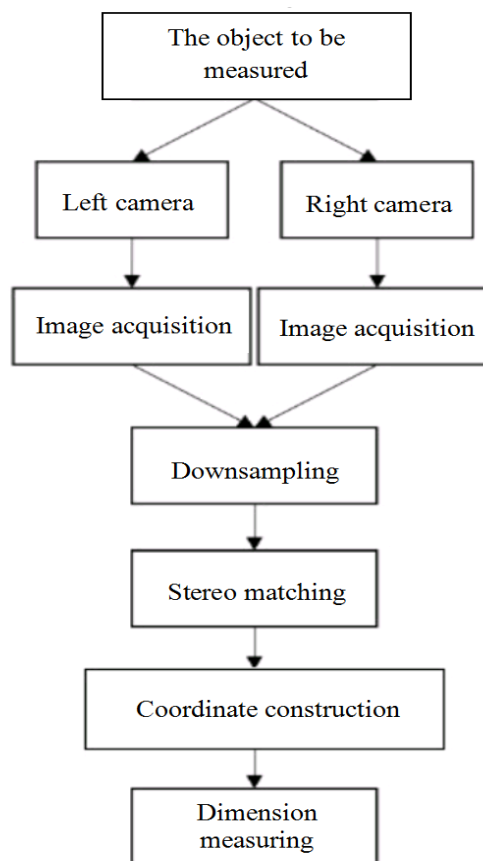 The object to be
measured
Left camera
Right camera
Image acquisition
Image acquisition
Downsampling
Stereo matching
Coordinate construction
Dimension
measuring